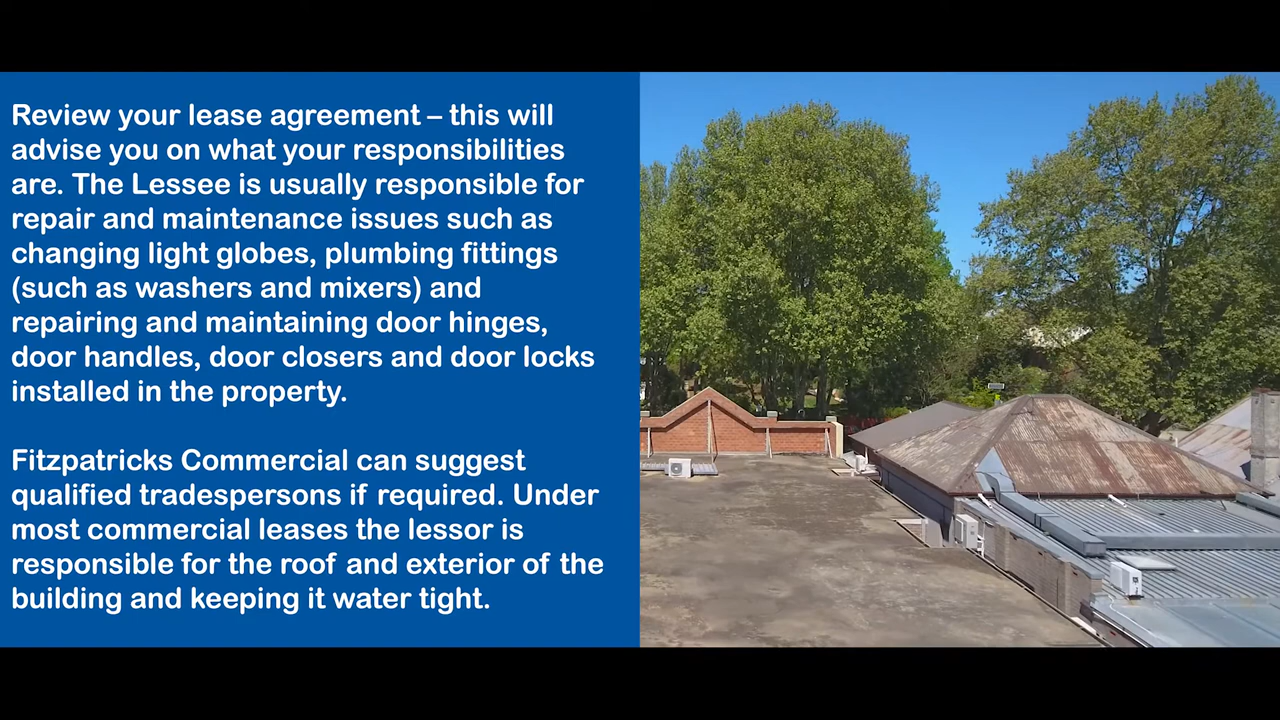 Review your lease agreement – this will
advise you on what your responsibilities
are. The Lessee is usually responsible for
repair and maintenance issues such as
changing light globes, plumbing fittings
(such as washers and mixers) and
repairing and maintaining door hinges,
door handles, door closers and door locks
installed in the property.
Fitzpatricks Commercial can suggest
qualified tradespersons if required. Under
most commercial leases the lessor is
responsible for the roof and exterior of the
building and keeping it water tight.